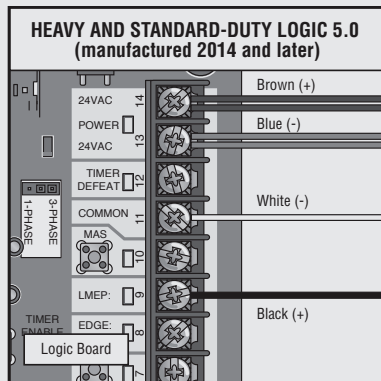 HEAVY AND STANDARD-DUTY LOGIC 5.0
(manufactured 2014 and later)
24VAC
14
Brown (+)
POWER
Blue (-)
24VAC
13
TIMER
DEFEAT
12
COMMON
11
White (-)
1-PHASE
3-PHASE
MAS
10
LMEP:
9
Black (+)
TIMER
ENABLE
EDGE:
8
Logic Board
7